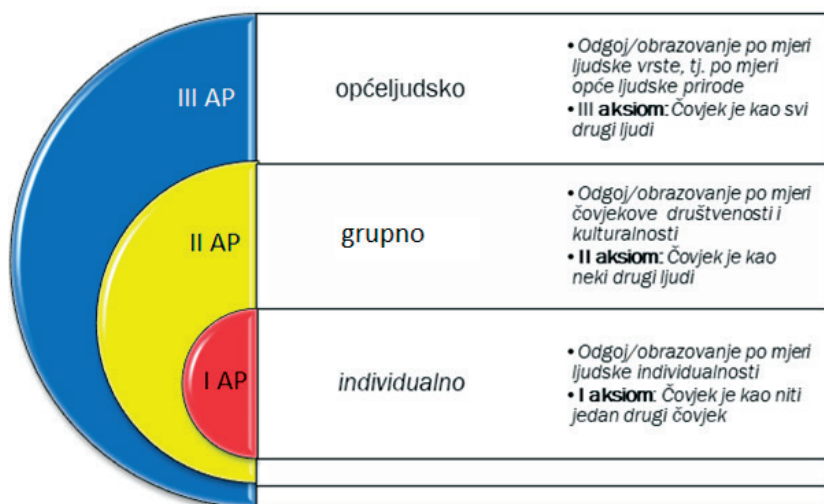 III AP
općeljudsko
• Odgoj/obrazovanje po mjeri
ljudske vrste, tj. po mjeri
opće ljudske prirode
• III aksiom: Čovjek je kao svi
drugi ljudi
II AP
grupno
• Odgoj/obrazovanje po mjeri
čovjekove društvenosti i
kulturalnosti
• II aksiom: Čovjek je kao
neki drugi ljudi
I AP
individualno
• Odgoj/obrazovanje po mjeri
ljudske individualnosti
• I aksiom: Čovjek je kao niti
jedan drugi čovjek